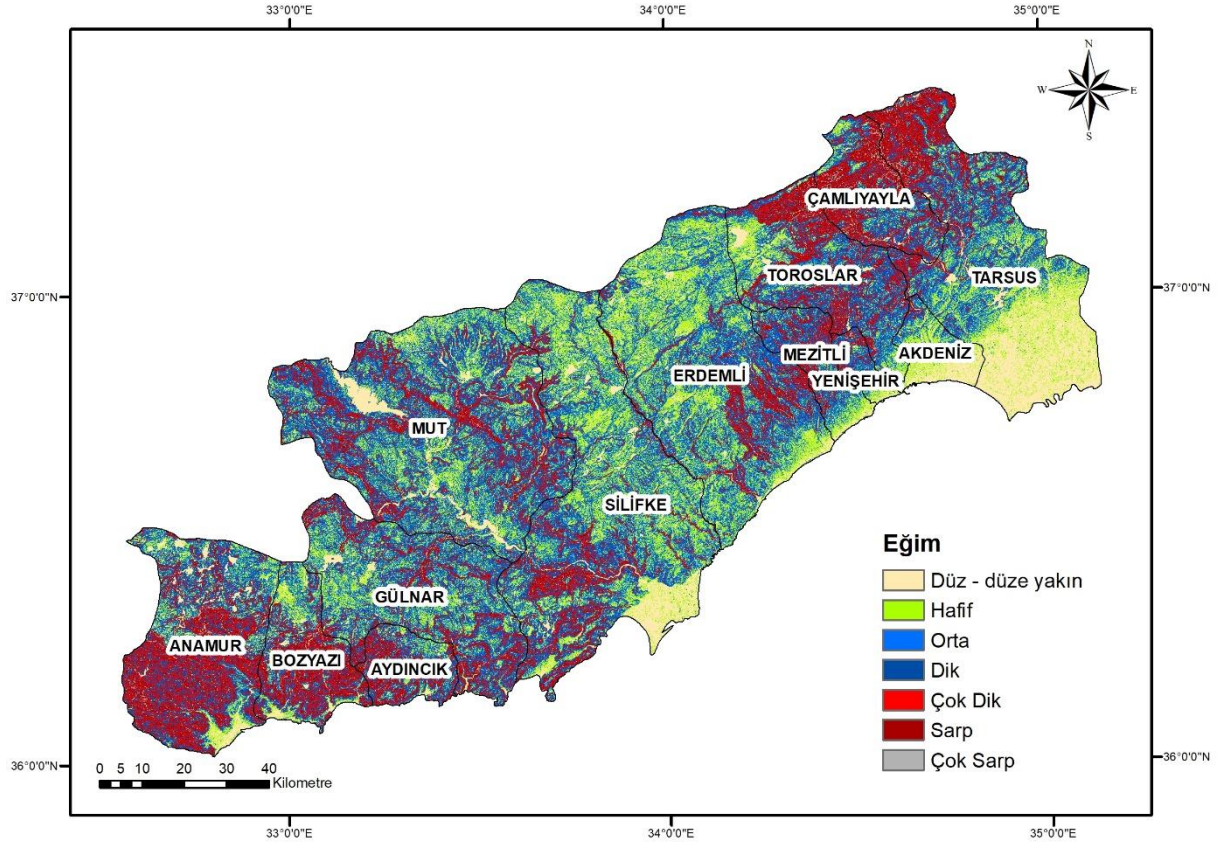 33°0'0"E 34°0'0"E 35°0'0"E
N
W E
S
ÇAMLIYAYLA
TOROSLAR
TARSUS
37°0'0"N 37°0'0"N
MEZİTLİ
AKDENİZ
ERDEMLİ
YENİŞEHİR
MUT
SİLİFKE
GÜLNAR
ANAMUR
BOZYAZI
AYDINCIK
Eğim
Düz - düze yakın
Hafif
Orta
Dik
Çok Dik
Sarp
Çok Sarp
36°0'0"N 36°0'0"N
0 5 10 20 30 40
Kilometre
33°0'0"E 34°0'0"E 35°0'0"E